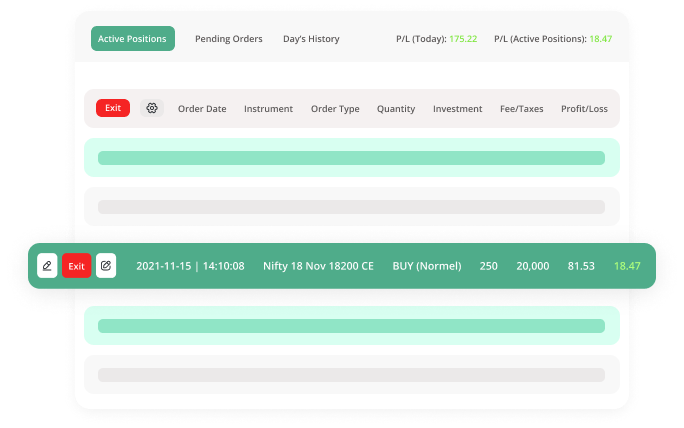 Active Positions Pending Orders Day's History P/L (Today): 175.22 P/L (Active Positions): 18.47
Exit Order Date Instrument Order Type Quantity Investment Fee/Taxes Profit/Loss
Exit 2021-11-15 | 14:10:08 Nifty 18 Nov 18200 CE BUY (Normel) 250 20,000 81.53 18.47